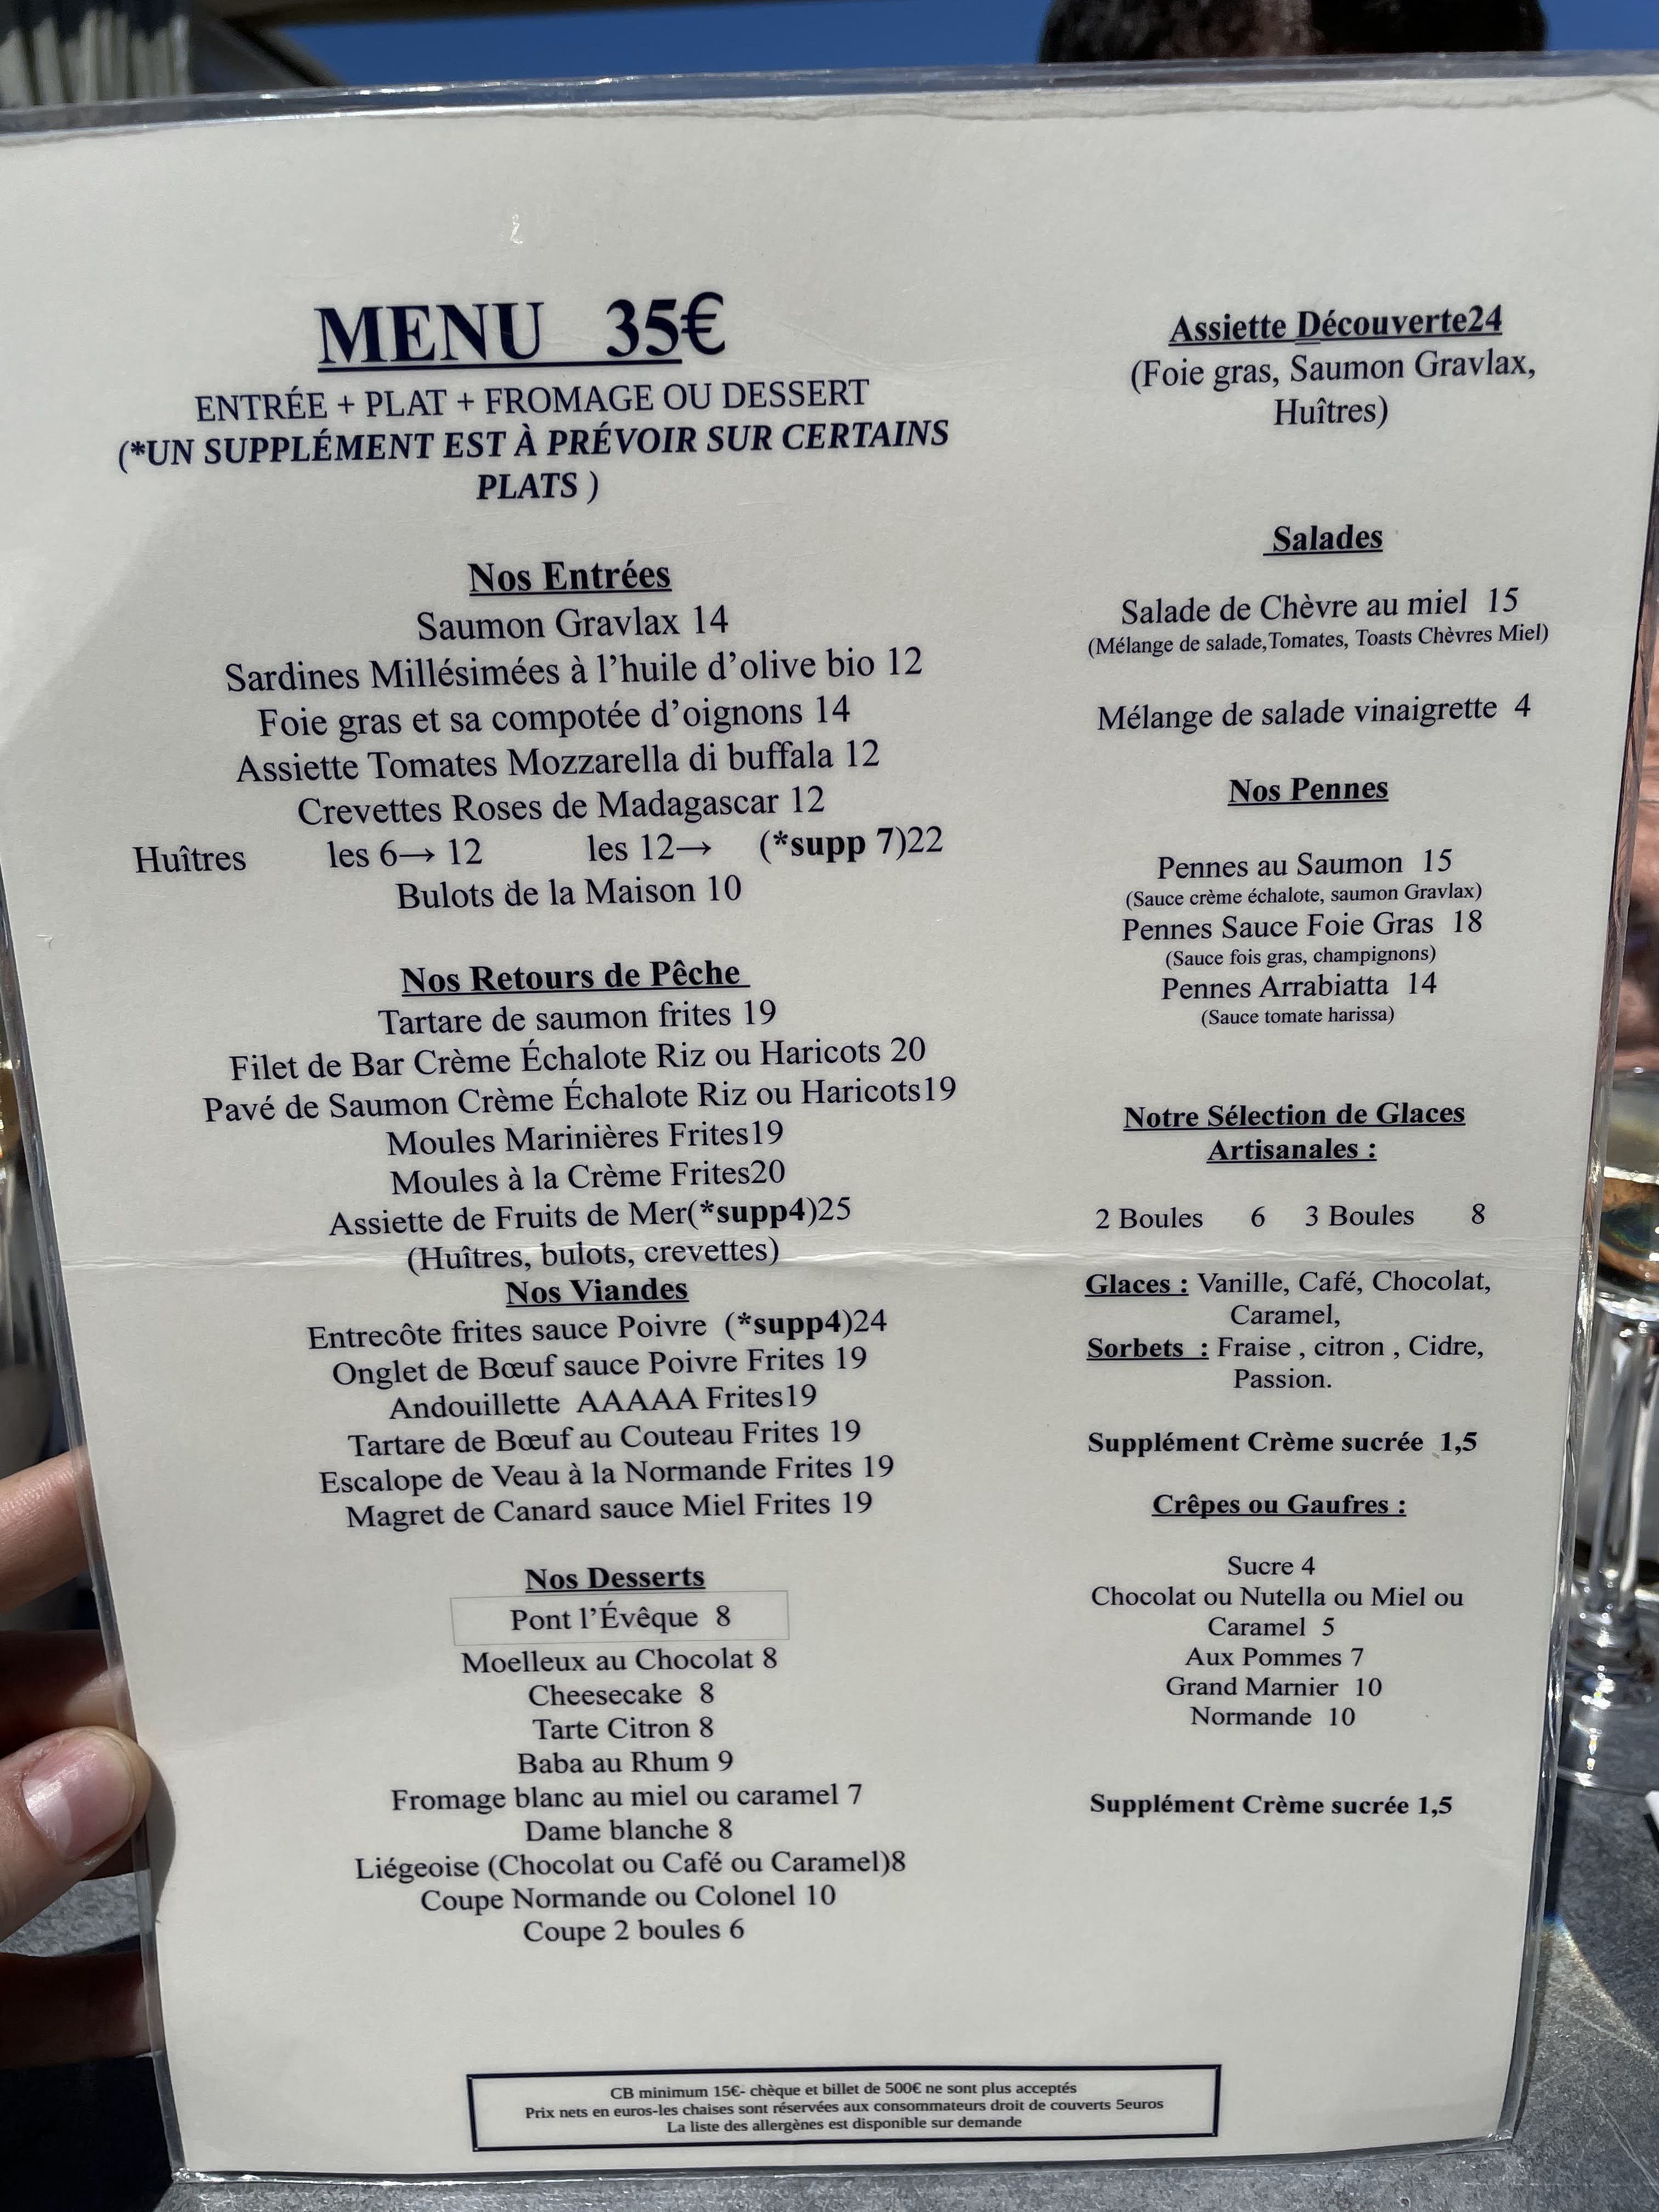 MENU 35€
ENTRÉE + PLAT + FROMAGE OU DESSERT
(*UN SUPPLÉMENT EST À PRÉVOIR SUR CERTAINS
PLATS )
Nos Entrées
Saumon Gravlax 14
Sardines Millésimées à l'huile d'olive bio 12
Foie gras et sa compotée d'oignons 14
Assiette Tomates Mozzarella di buffala 12
Crevettes Roses de Madagascar 12
Huîtres les 6→ 12 les 12→ (*supp 7)22
Bulots de la Maison 10
Nos Retours de Pêche
Tartare de saumon frites 19
Filet de Bar Crème Échalote Riz ou Haricots 20
Pavé de Saumon Crème Échalote Riz ou Haricots19
Moules Marinières Frites19
Moules à la Crème Frites20
Assiette de Fruits de Mer(*supp4)25
(Huîtres, bulots, crevettes)
Nos Viandes
Entrecôte frites sauce Poivre (*supp4)24
Onglet de Bœuf sauce Poivre Frites 19
Andouillette AAAAA Frites19
Tartare de Bœuf au Couteau Frites 19
Escalope de Veau à la Normande Frites 19
Magret de Canard sauce Miel Frites 19
Nos Desserts
Pont l'Évêque 8
Moelleux au Chocolat 8
Cheesecake 8
Tarte Citron 8
Baba au Rhum 9
Fromage blanc au miel ou caramel 7
Dame blanche 8
Liégeoise (Chocolat ou Café ou Caramel)8
Coupe Normande ou Colonel 10
Coupe 2 boules 6
Assiette Découverte24
(Foie gras, Saumon Gravlax,
Huîtres)
Salades
Salade de Chèvre au miel 15
(Mélange de salade,Tomates, Toasts Chèvres Miel)
Mélange de salade vinaigrette 4
Nos Pennes
Pennes au Saumon 15
(Sauce crème échalote, saumon Gravlax)
Pennes Sauce Foie Gras 18
(Sauce fois gras, champignons)
Pennes Arrabiatta 14
(Sauce tomate harissa)
Notre Sélection de Glaces
Artisanales :
2 Boules 6 3 Boules 8
Glaces : Vanille, Café, Chocolat,
Caramel,
Sorbets : Fraise , citron , Cidre,
Passion.
Supplément Crème sucrée 1,5
Crêpes ou Gaufres :
Sucre 4
Chocolat ou Nutella ou Miel ou
Caramel 5
Aux Pommes 7
Grand Marnier 10
Normande 10
Supplément Crème sucrée 1,5
CB minimum 15€- chèque et billet de 500€ ne sont plus acceptés
Prix nets en euros-les chaises sont réservées aux consommateurs droit de couverts 5euros
La liste des allergènes est disponible sur demande